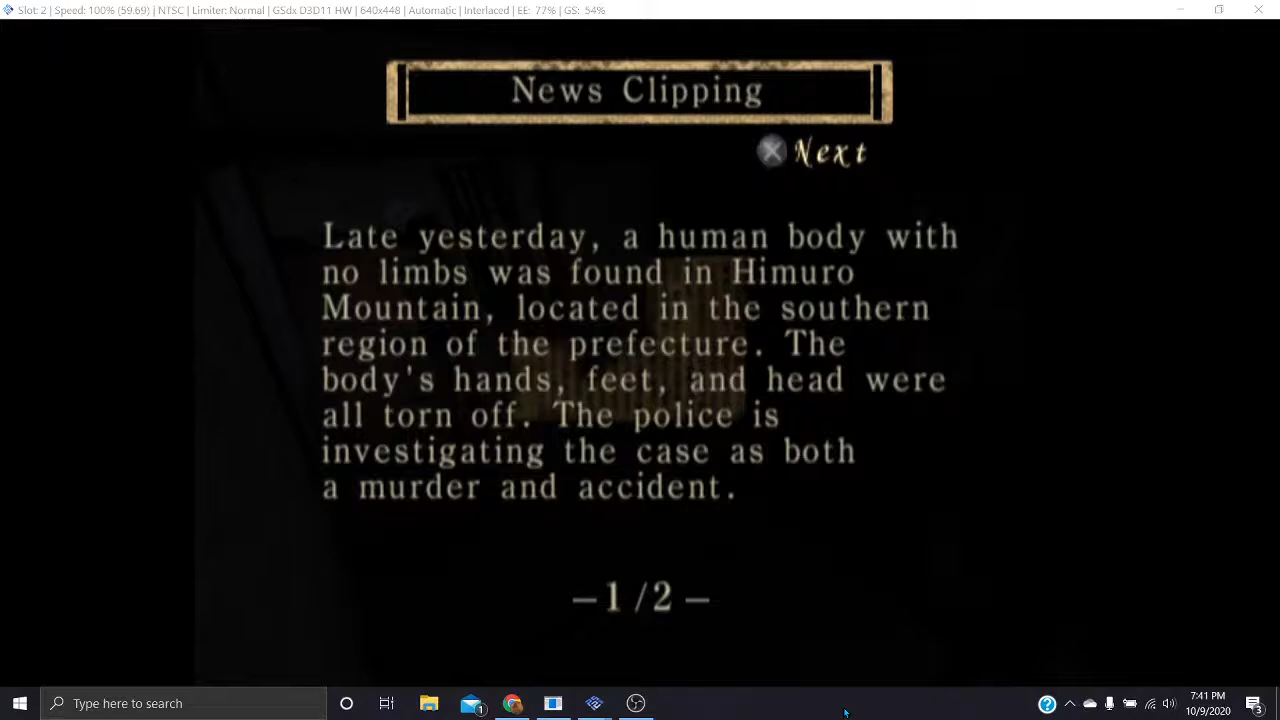 Slot: 2 | Speed: 100% (59.69) | NTSC | Limiter: Normal | GSdx D3D11 HW | 640x448 | Automatic | Interlaced | EE: 77% | GS: 54%
News Clipping
Next
Late yesterday, a human body with
no limbs was found in Himuro
Mountain, located in the southern
region of the prefecture. The
body's hands, feet, and head were
all torn off. The police is
investigating the case as both
a murder and accident.
–1/2–
Type here to search
1
7:41 PM
10/9/2020
3